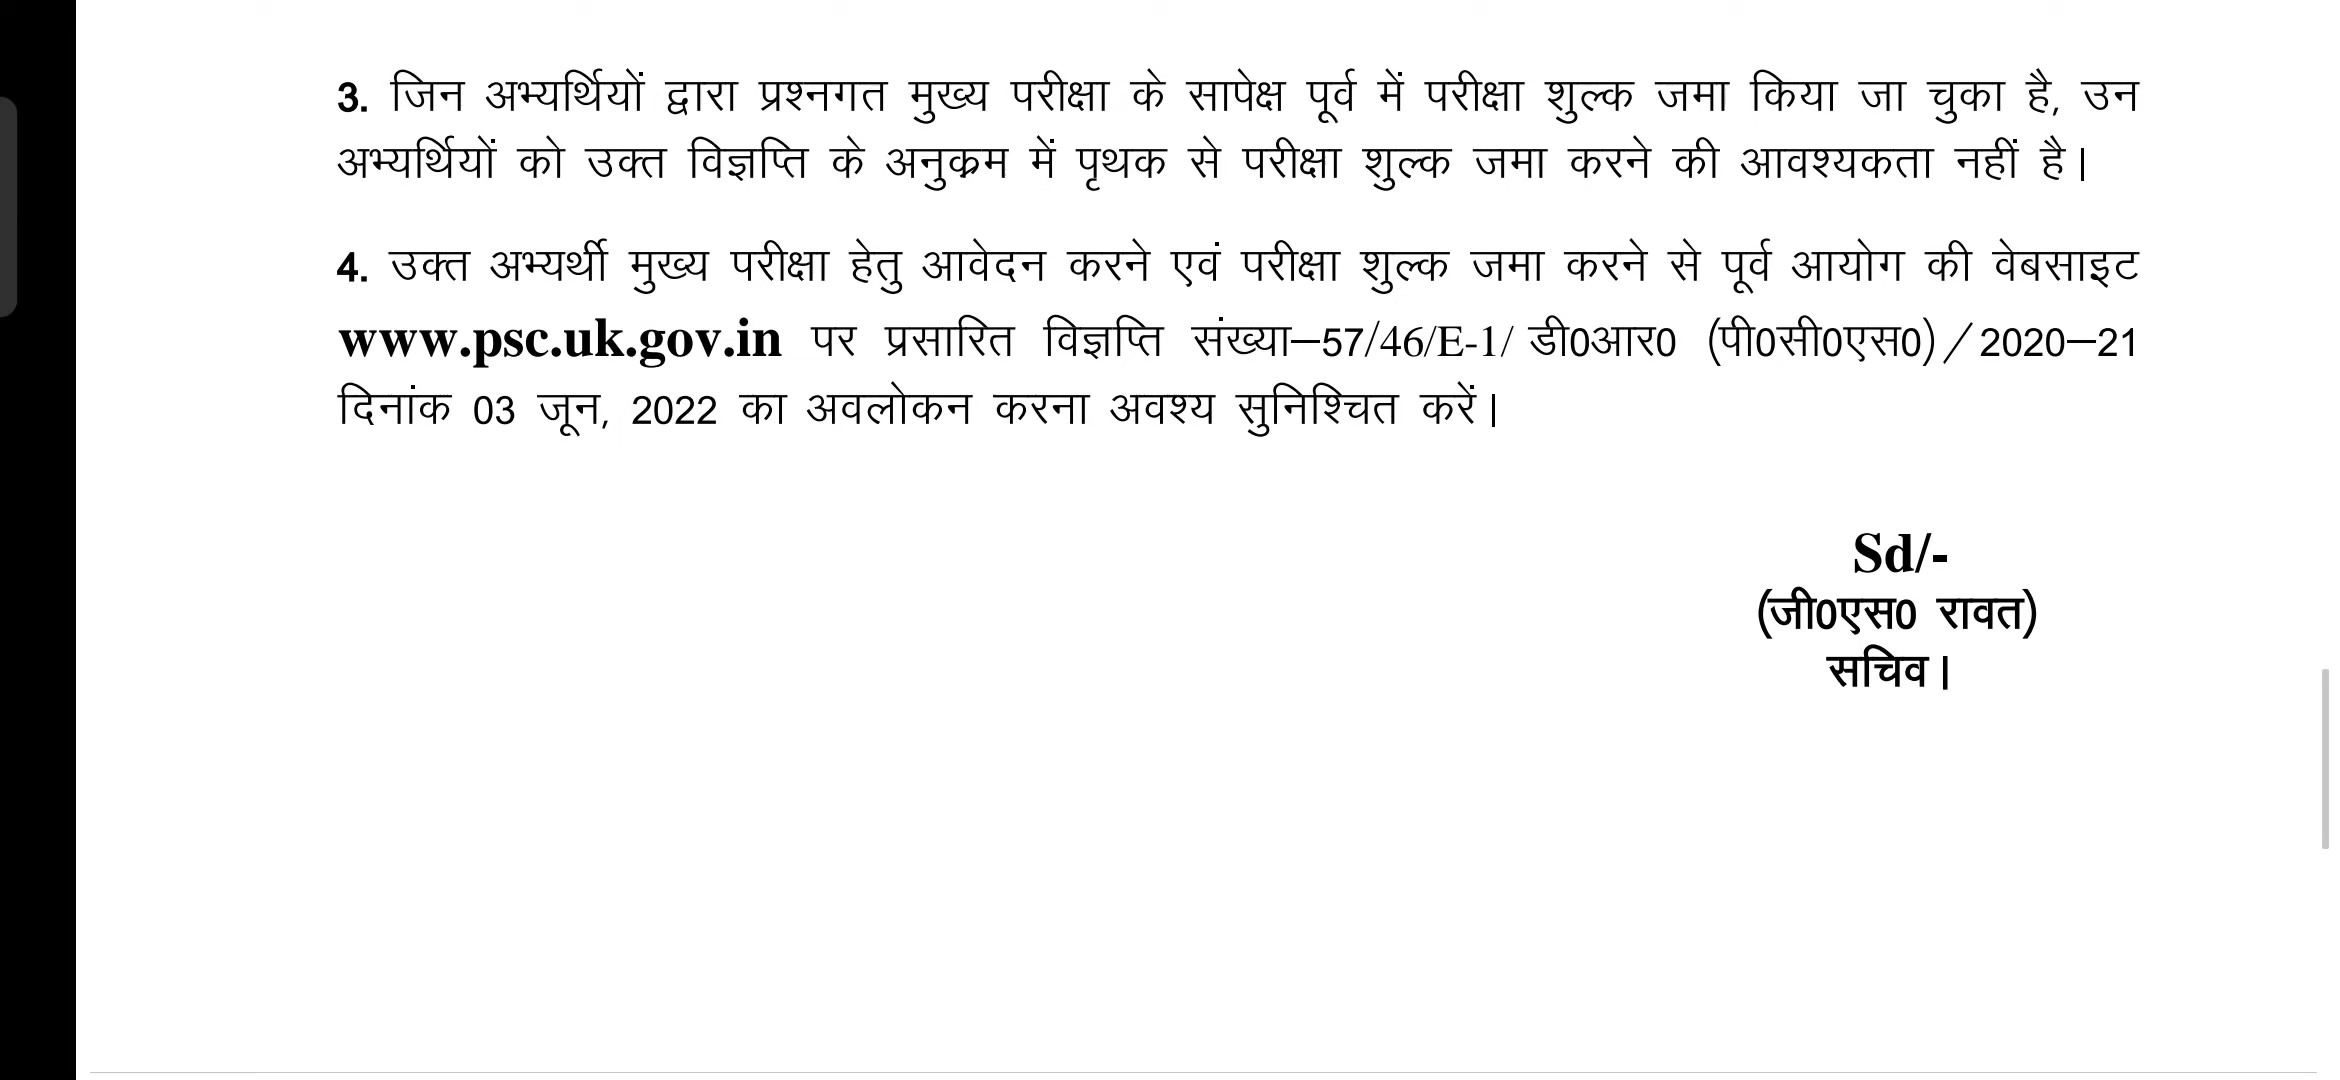 3. जिन अभ्यर्थियों द्वारा प्रश्नगत मुख्य परीक्षा के सापेक्ष पूर्व में परीक्षा शुल्क जमा किया जा चुका है, उन
अभ्यर्थियों को उक्त विज्ञप्ति के अनुक्रम में पृथक से परीक्षा शुल्क जमा करने की आवश्यकता नहीं है।
4. उक्त अभ्यर्थी मुख्य परीक्षा हेतु आवेदन करने एवं परीक्षा शुल्क जमा करने से पूर्व आयोग की वेबसाइट
www.psc.uk.gov.in पर प्रसारित विज्ञप्ति संख्या–57/46/E-1/ डी0आर0 (पी0सी0एस0)/2020–21
दिनांक 03 जून, 2022 का अवलोकन करना अवश्य सुनिश्चित करें।
Sd/-
(जी0एस0 रावत)
सचिव।